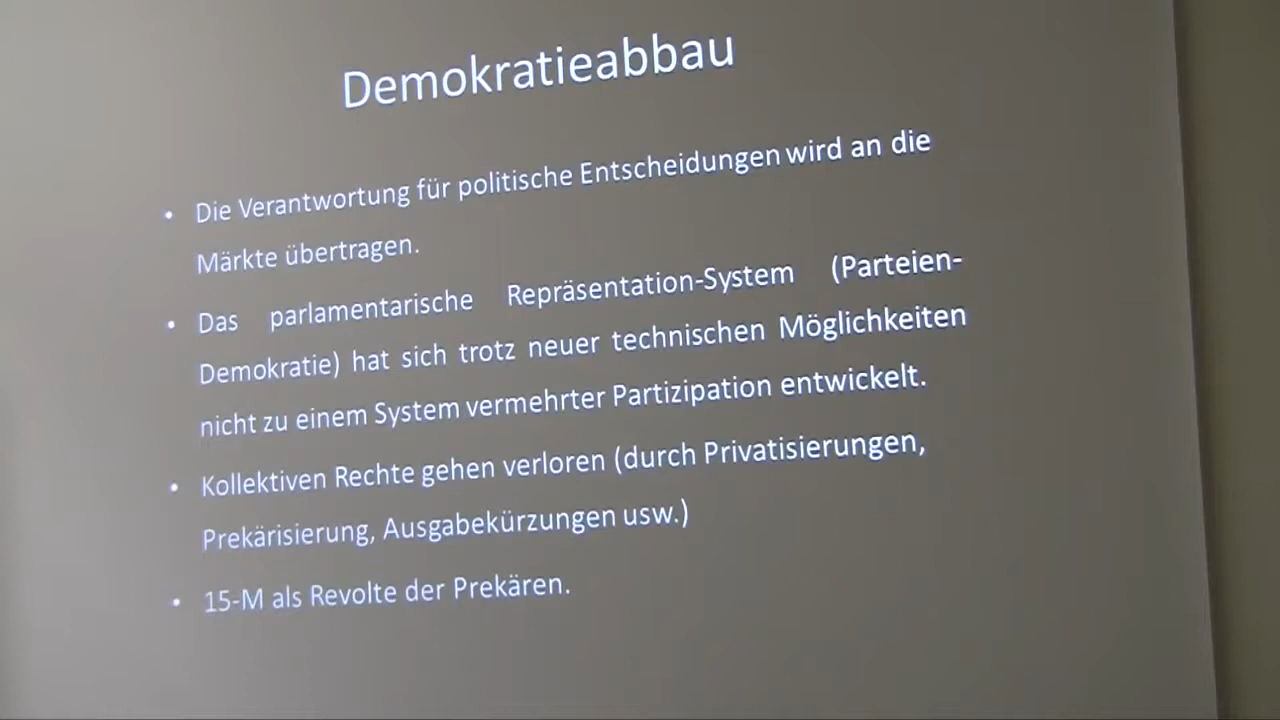 Demokratieabbau
• Die Verantwortung für politische Entscheidungen wird an die
Märkte übertragen.
• Das parlamentarische Repräsentation-System (Parteien-
Demokratie) hat sich trotz neuer technischen Möglichkeiten
nicht zu einem System vermehrter Partizipation entwickelt.
• Kollektiven Rechte gehen verloren (durch Privatisierungen,
Prekärisierung, Ausgabekürzungen usw.)
• 15-M als Revolte der Prekären.